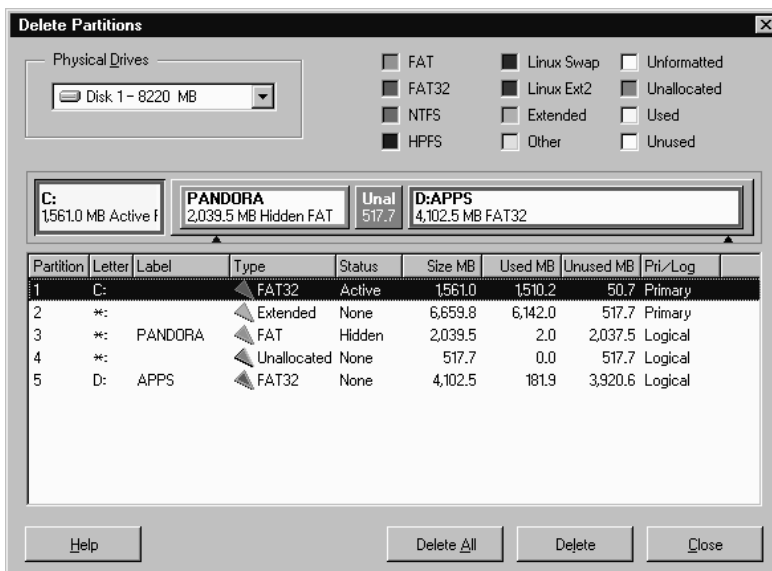 Delete Partitions
Physical Drives
Disk 1 - 8220 MB
FAT Linux Swap Unformatted
FAT32 Linux Ext2 Unallocated
NTFS Extended Used
HPFS Other Unused
C: PANDORA Unal D:APPS
1,561.0 MB Active F 2,039.5 MB Hidden FAT 517.7 4,102.5 MB FAT32
Partition Letter Label Type Status Size MB Used MB Unused MB Pri/Log
1 C: FAT32 Active 1,561.0 1,510.2 50.7 Primary
2 *: Extended None 6,659.8 6,142.0 517.7 Primary
3 *: PANDORA FAT Hidden 2,039.5 2.0 2,037.5 Logical
4 *: Unallocated None 517.7 0.0 517.7 Logical
5 D: APPS FAT32 None 4,102.5 181.9 3,920.6 Logical
Help Delete All Delete Close